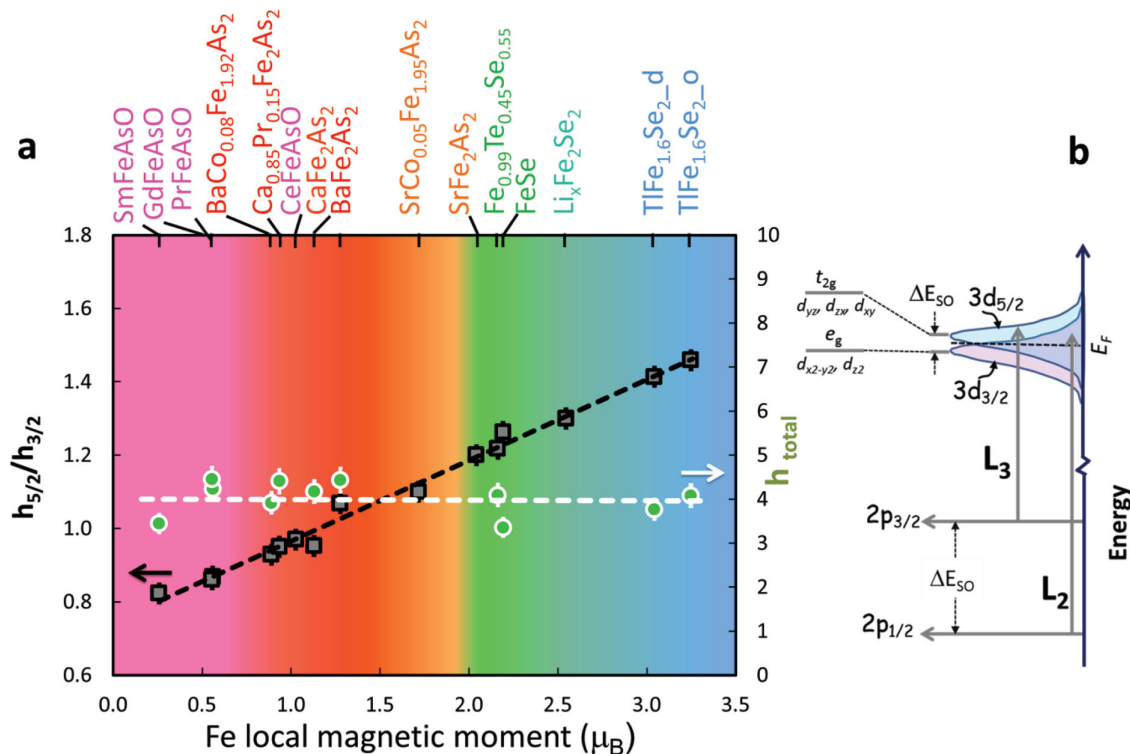 a
SmFeAsO
GdFeAsO
PrFeAsO
BaCo0.08Fe1.92As2
Ca0.85Pr0.15Fe2As2
CeFeAsO
CaFe2As2
BaFe2As2
SrCo0.05Fe1.95As2
SrFe2As2
Fe0.99Te0.45Se0.55
FeSe
LixFe2Se2
TlFe1.6Se2_d
TlFe1.6Se2_o
1.8
1.6
1.4
1.2
1.0
0.8
0.6
h5/2/h3/2
10
9
8
7
6
5
4
3
2
1
0
h total
0.0 0.5 1.0 1.5 2.0 2.5 3.0 3.5
Fe local magnetic moment (μB)
b
t2g
dyz, dzx, dxy
eg
dx2-y2, dz2
ΔESO
3d5/2
3d3/2
EF
L3
2p3/2
ΔESO
L2
2p1/2
Energy